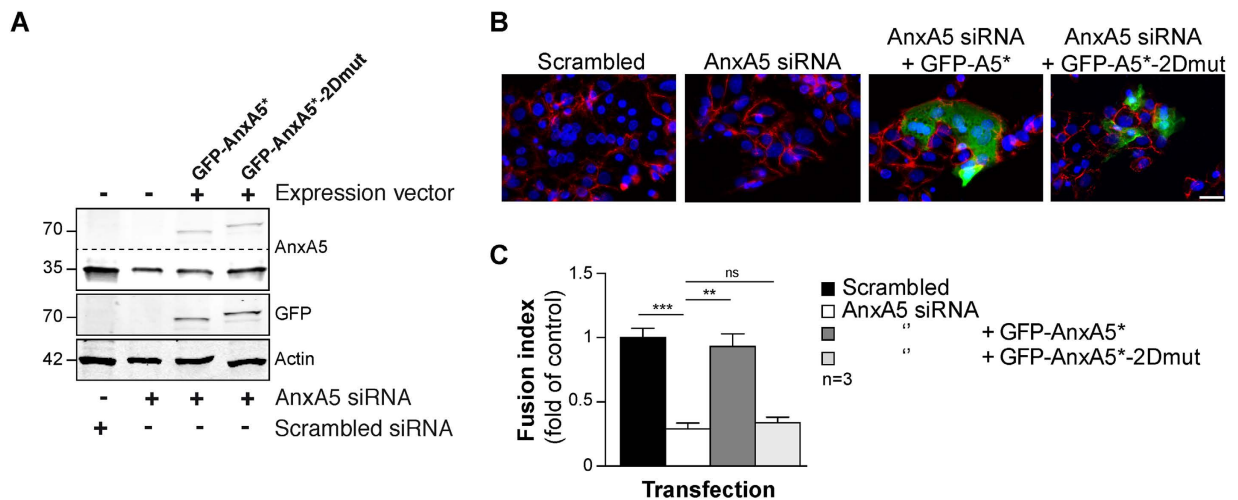 A
GFP-AnxA5*
GFP-AnxA5*-2Dmut
- - + + Expression vector
70
AnxA5
35
70
GFP
42
Actin
- + + + AnxA5 siRNA
+ - - - Scrambled siRNA
B
Scrambled
AnxA5 siRNA
AnxA5 siRNA
+ GFP-A5*
AnxA5 siRNA
+ GFP-A5*-2Dmut
C
Fusion index
(fold of control)
1.5
1
0.5
0
***
**
ns
Transfection
Scrambled
AnxA5 siRNA
‘’ + GFP-AnxA5*
‘’ + GFP-AnxA5*-2Dmut
n=3